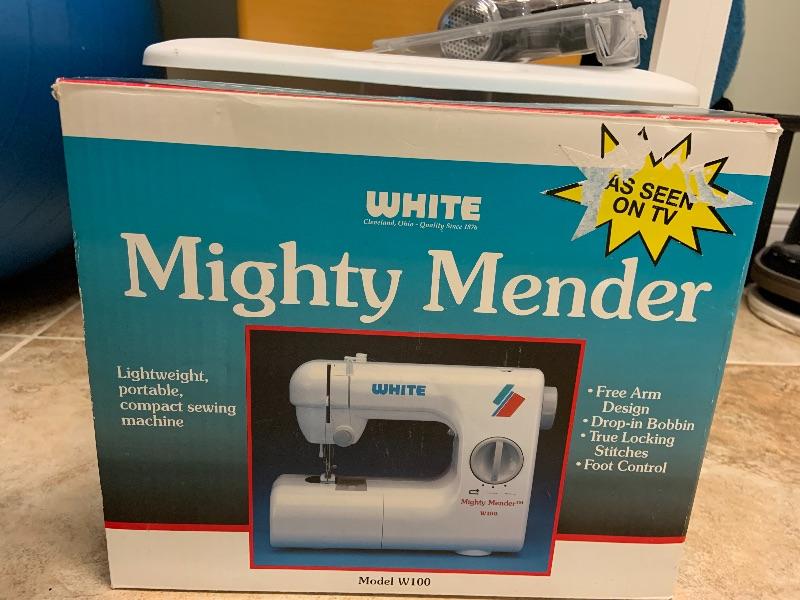 AS SEEN
ON TV
WHITE
Cleveland, Ohio - Quality Since 1876
Mighty Mender
Lightweight,
portable,
compact sewing
machine
WHITE
Mighty Mender™
W100
• Free Arm
Design
• Drop-in Bobbin
• True Locking
Stitches
• Foot Control
Model W100